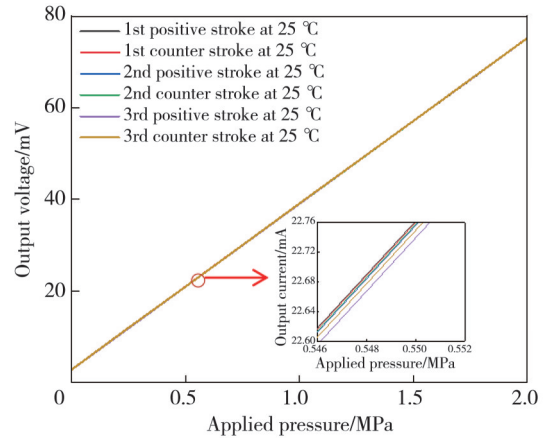 80
60
40
20
0
0.5
1.0
1.5
2.0
Output voltage/mV
Applied pressure/MPa
1st positive stroke at 25 ℃
1st counter stroke at 25 ℃
2nd positive stroke at 25 ℃
2nd counter stroke at 25 ℃
3rd positive stroke at 25 ℃
3rd counter stroke at 25 ℃
22.76
22.72
22.68
22.64
22.60
0.546
0.548
0.550
0.552
Output current/mA
Applied pressure/MPa